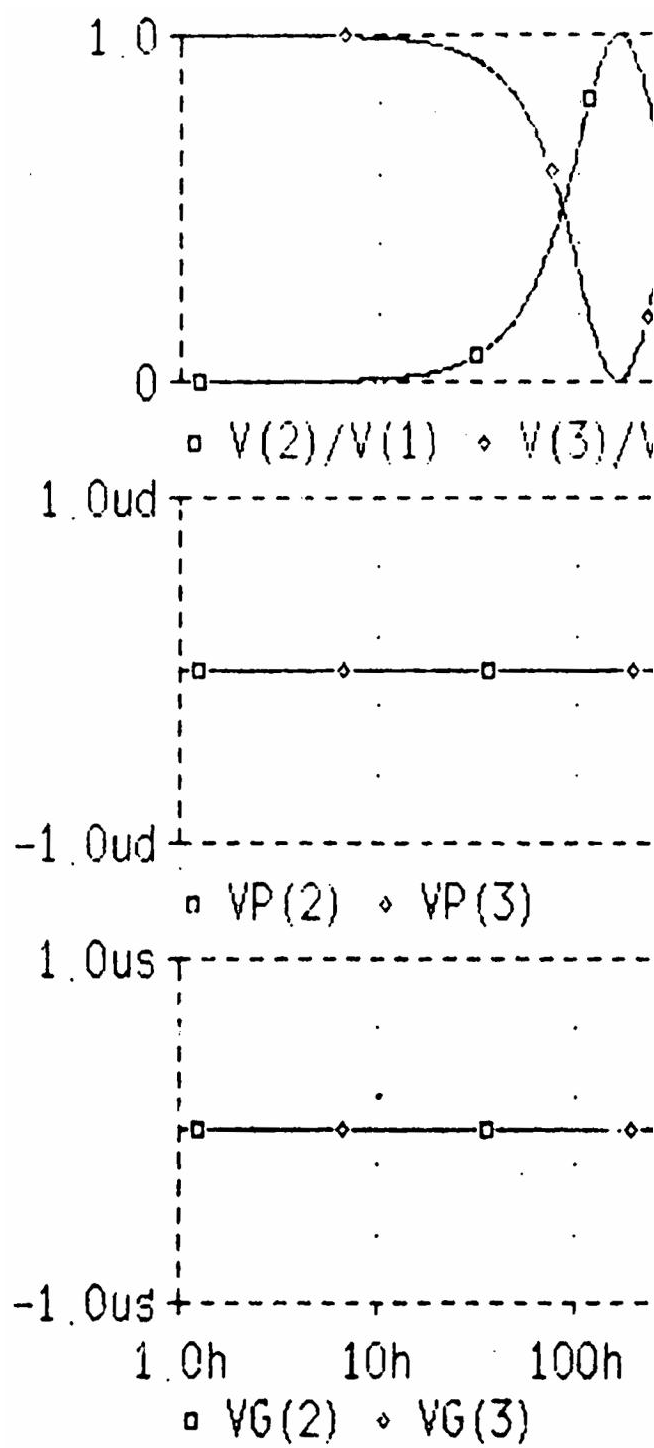 1.0
0
▫ V(2)/V(1) ⋄ V(3)/V
1.0ud
-1.0ud
▫ VP(2) ⋄ VP(3)
1.0us
-1.0us
1.0h 10h 100h
▫ VG(2) ⋄ VG(3)